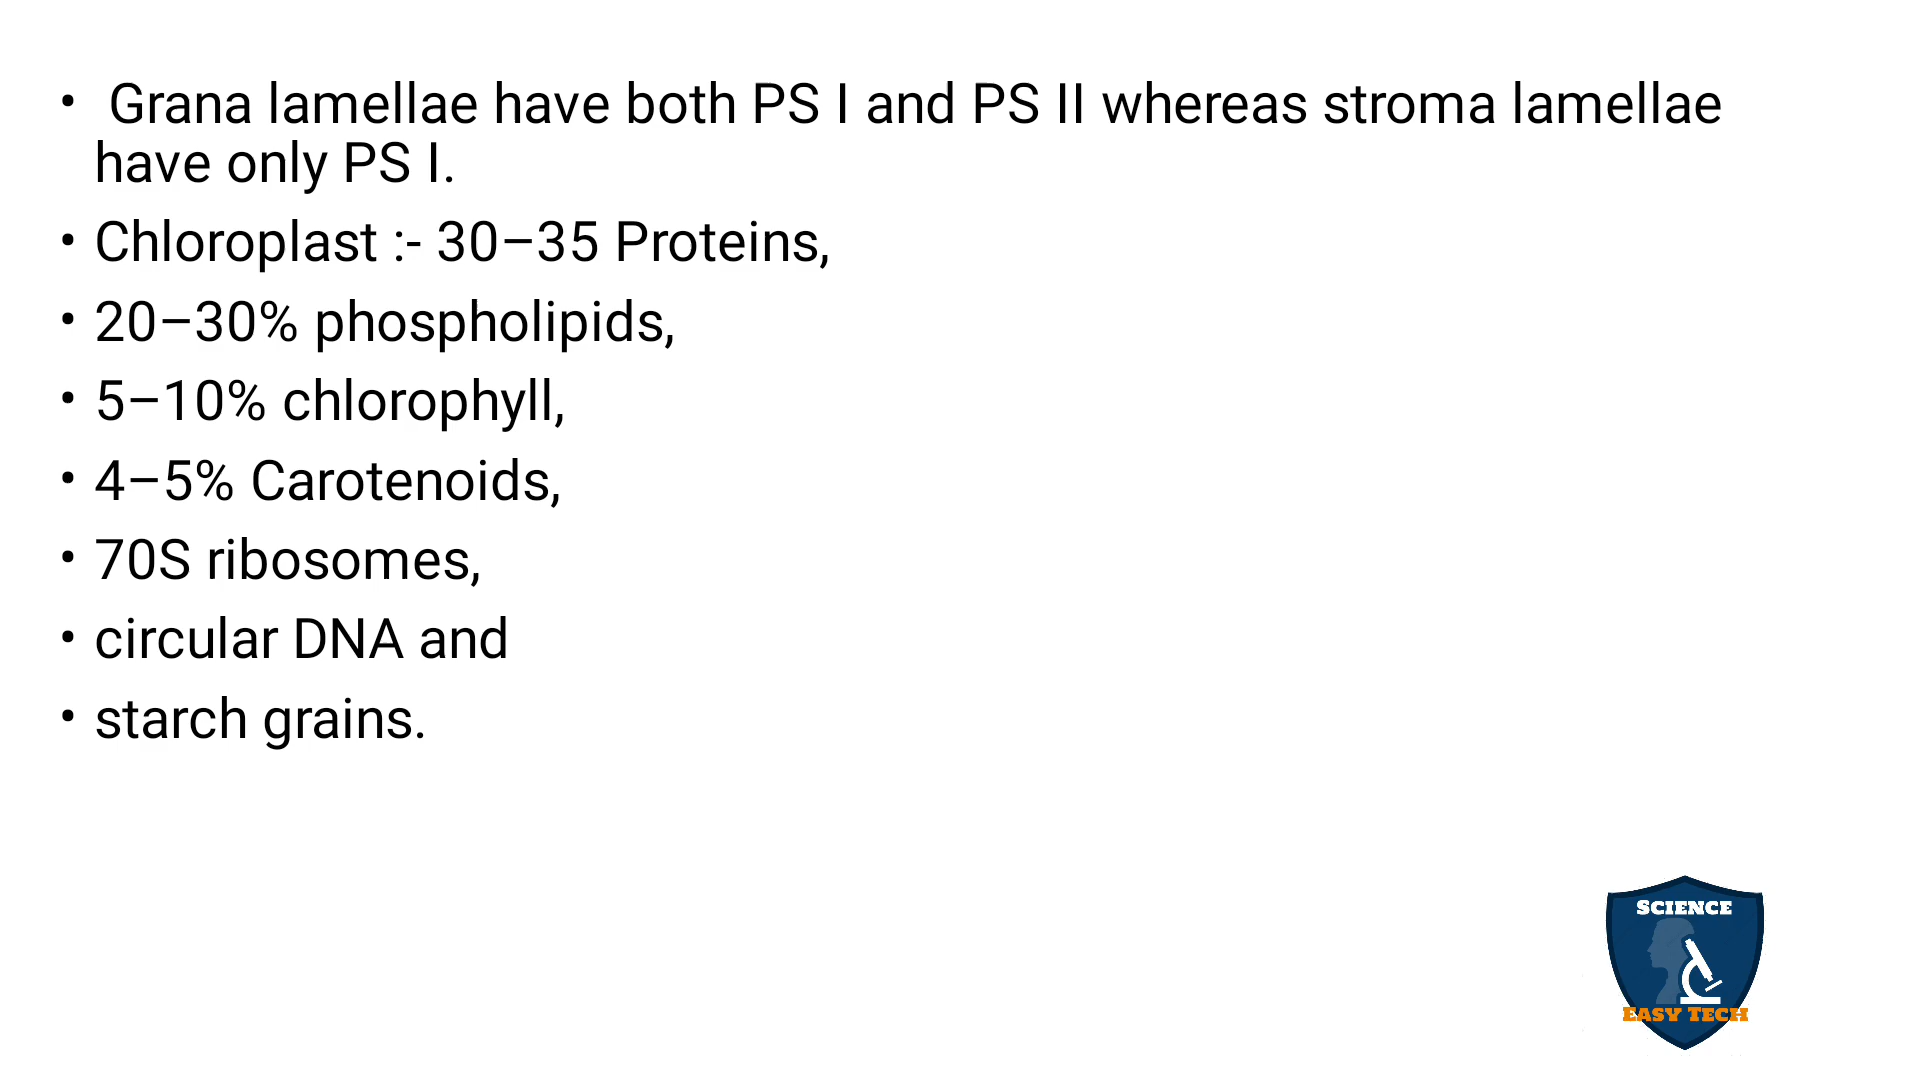 • Grana lamellae have both PS I and PS II whereas stroma lamellae
have only PS I.
• Chloroplast :- 30–35 Proteins,
• 20–30% phospholipids,
• 5–10% chlorophyll,
• 4–5% Carotenoids,
• 70S ribosomes,
• circular DNA and
• starch grains.
SCIENCE
EASY TECH